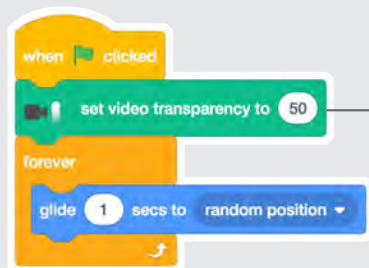 when clicked
set video transparency to 50
forever
glide 1 secs to random position